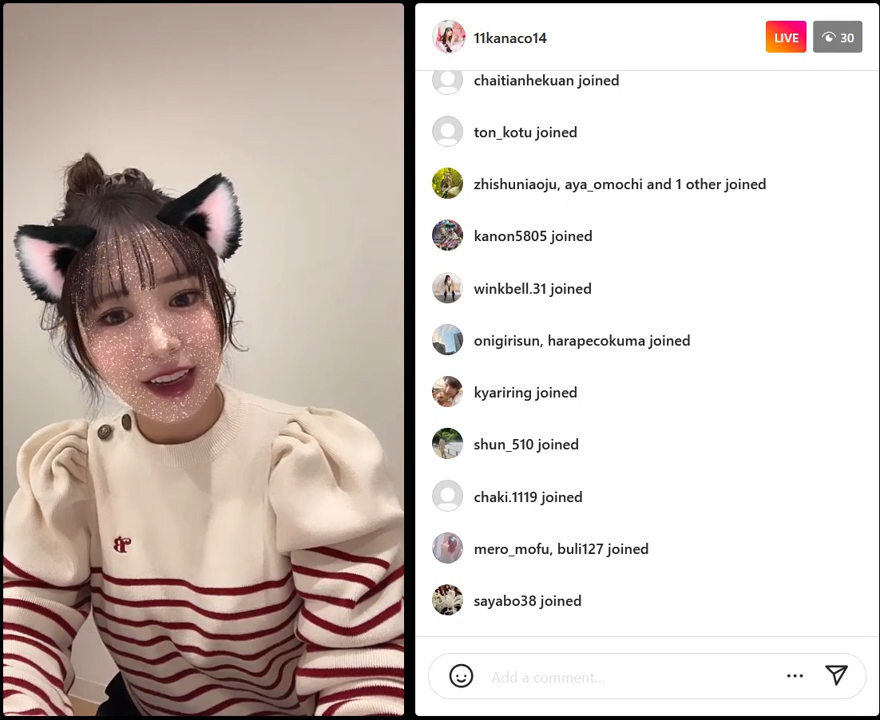 11kanaco14
LIVE
30
chaitianhekuan joined
ton_kotu joined
zhishuniaoju, aya_omochi and 1 other joined
kanon5805 joined
winkbell.31 joined
onigirisun, harapecokuma joined
kyariring joined
shun_510 joined
chaki.1119 joined
mero_mofu, buli127 joined
sayabo38 joined
Add a comment...